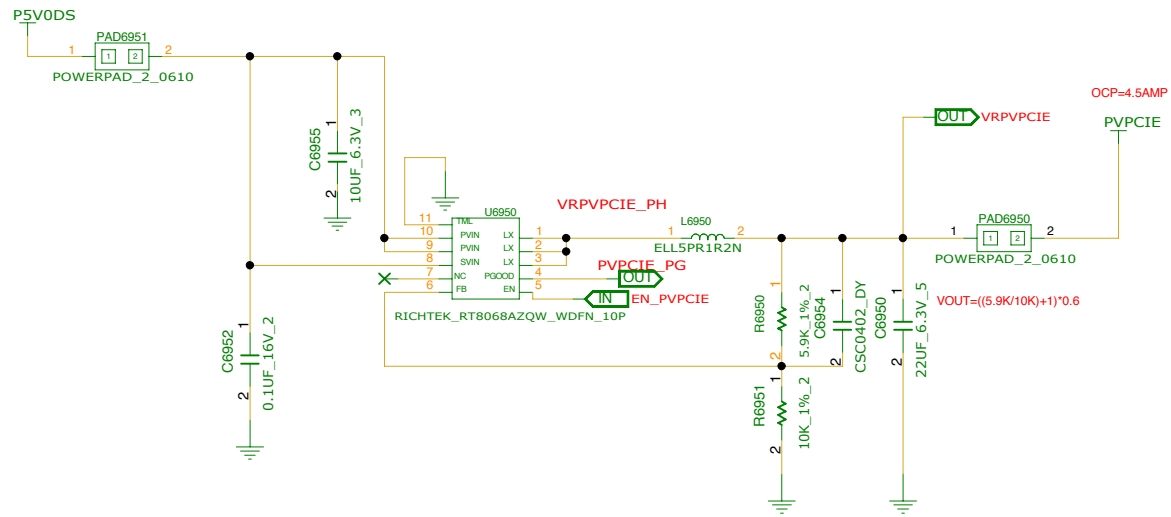 P5V0DS
PAD6951
1
1
2
2
POWERPAD_2_0610
OCP=4.5AMP
PVPCIE
OUT
VRPVPCIE
C6955
1
2
10UF_6.3V_3
U6950
VRPVPCIE_PH
11
TML
10
PVIN
LX
1
9
PVIN
LX
2
8
SVIN
LX
3
7
NC
PGOOD
4
6
FB
EN
5
PVPCIE_PG
OUT
IN
EN_PVPCIE
RICHTEK_RT8068AZQW_WDFN_10P
L6950
1
2
ELL5PR1R2N
PAD6950
1
1
2
2
POWERPAD_2_0610
VOUT=((5.9K/10K)+1)*0.6
C6952
1
2
0.1UF_16V_2
R6950
1
2
5.9K_1%_2
C6954
1
2
CSC0402_DY
C6950
1
2
22UF_6.3V_5
R6951
1
2
10K_1%_2